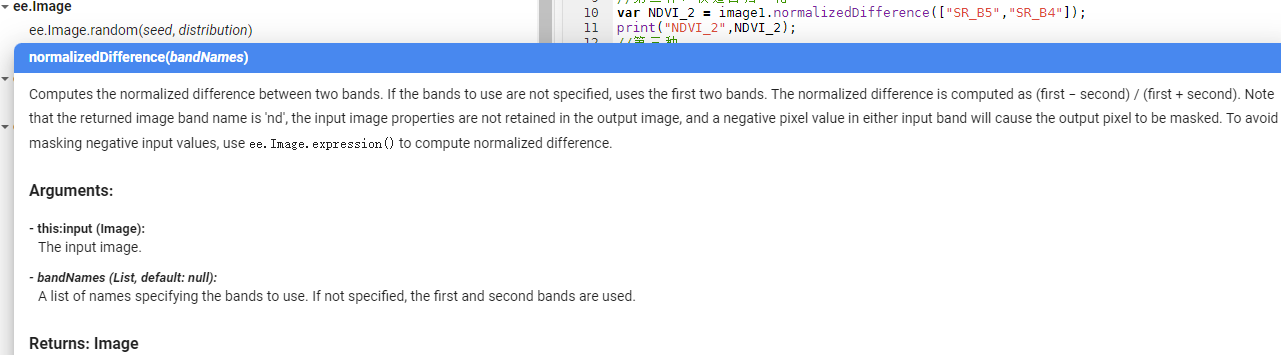 ee.Image
ee.Image.random(seed, distribution)
10 var NDVI_2 = image1.normalizedDifference(["SR_B5","SR_B4"]);
11 print("NDVI_2",NDVI_2);
12 //第三种
normalizedDifference(bandNames)
Computes the normalized difference between two bands. If the bands to use are not specified, uses the first two bands. The normalized difference is computed as (first − second) / (first + second). Note
that the returned image band name is 'nd', the input image properties are not retained in the output image, and a negative pixel value in either input band will cause the output pixel to be masked. To avoid
masking negative input values, use ee.Image.expression() to compute normalized difference.
Arguments:
- this:input (Image):
The input image.
- bandNames (List, default: null):
A list of names specifying the bands to use. If not specified, the first and second bands are used.
Returns: Image